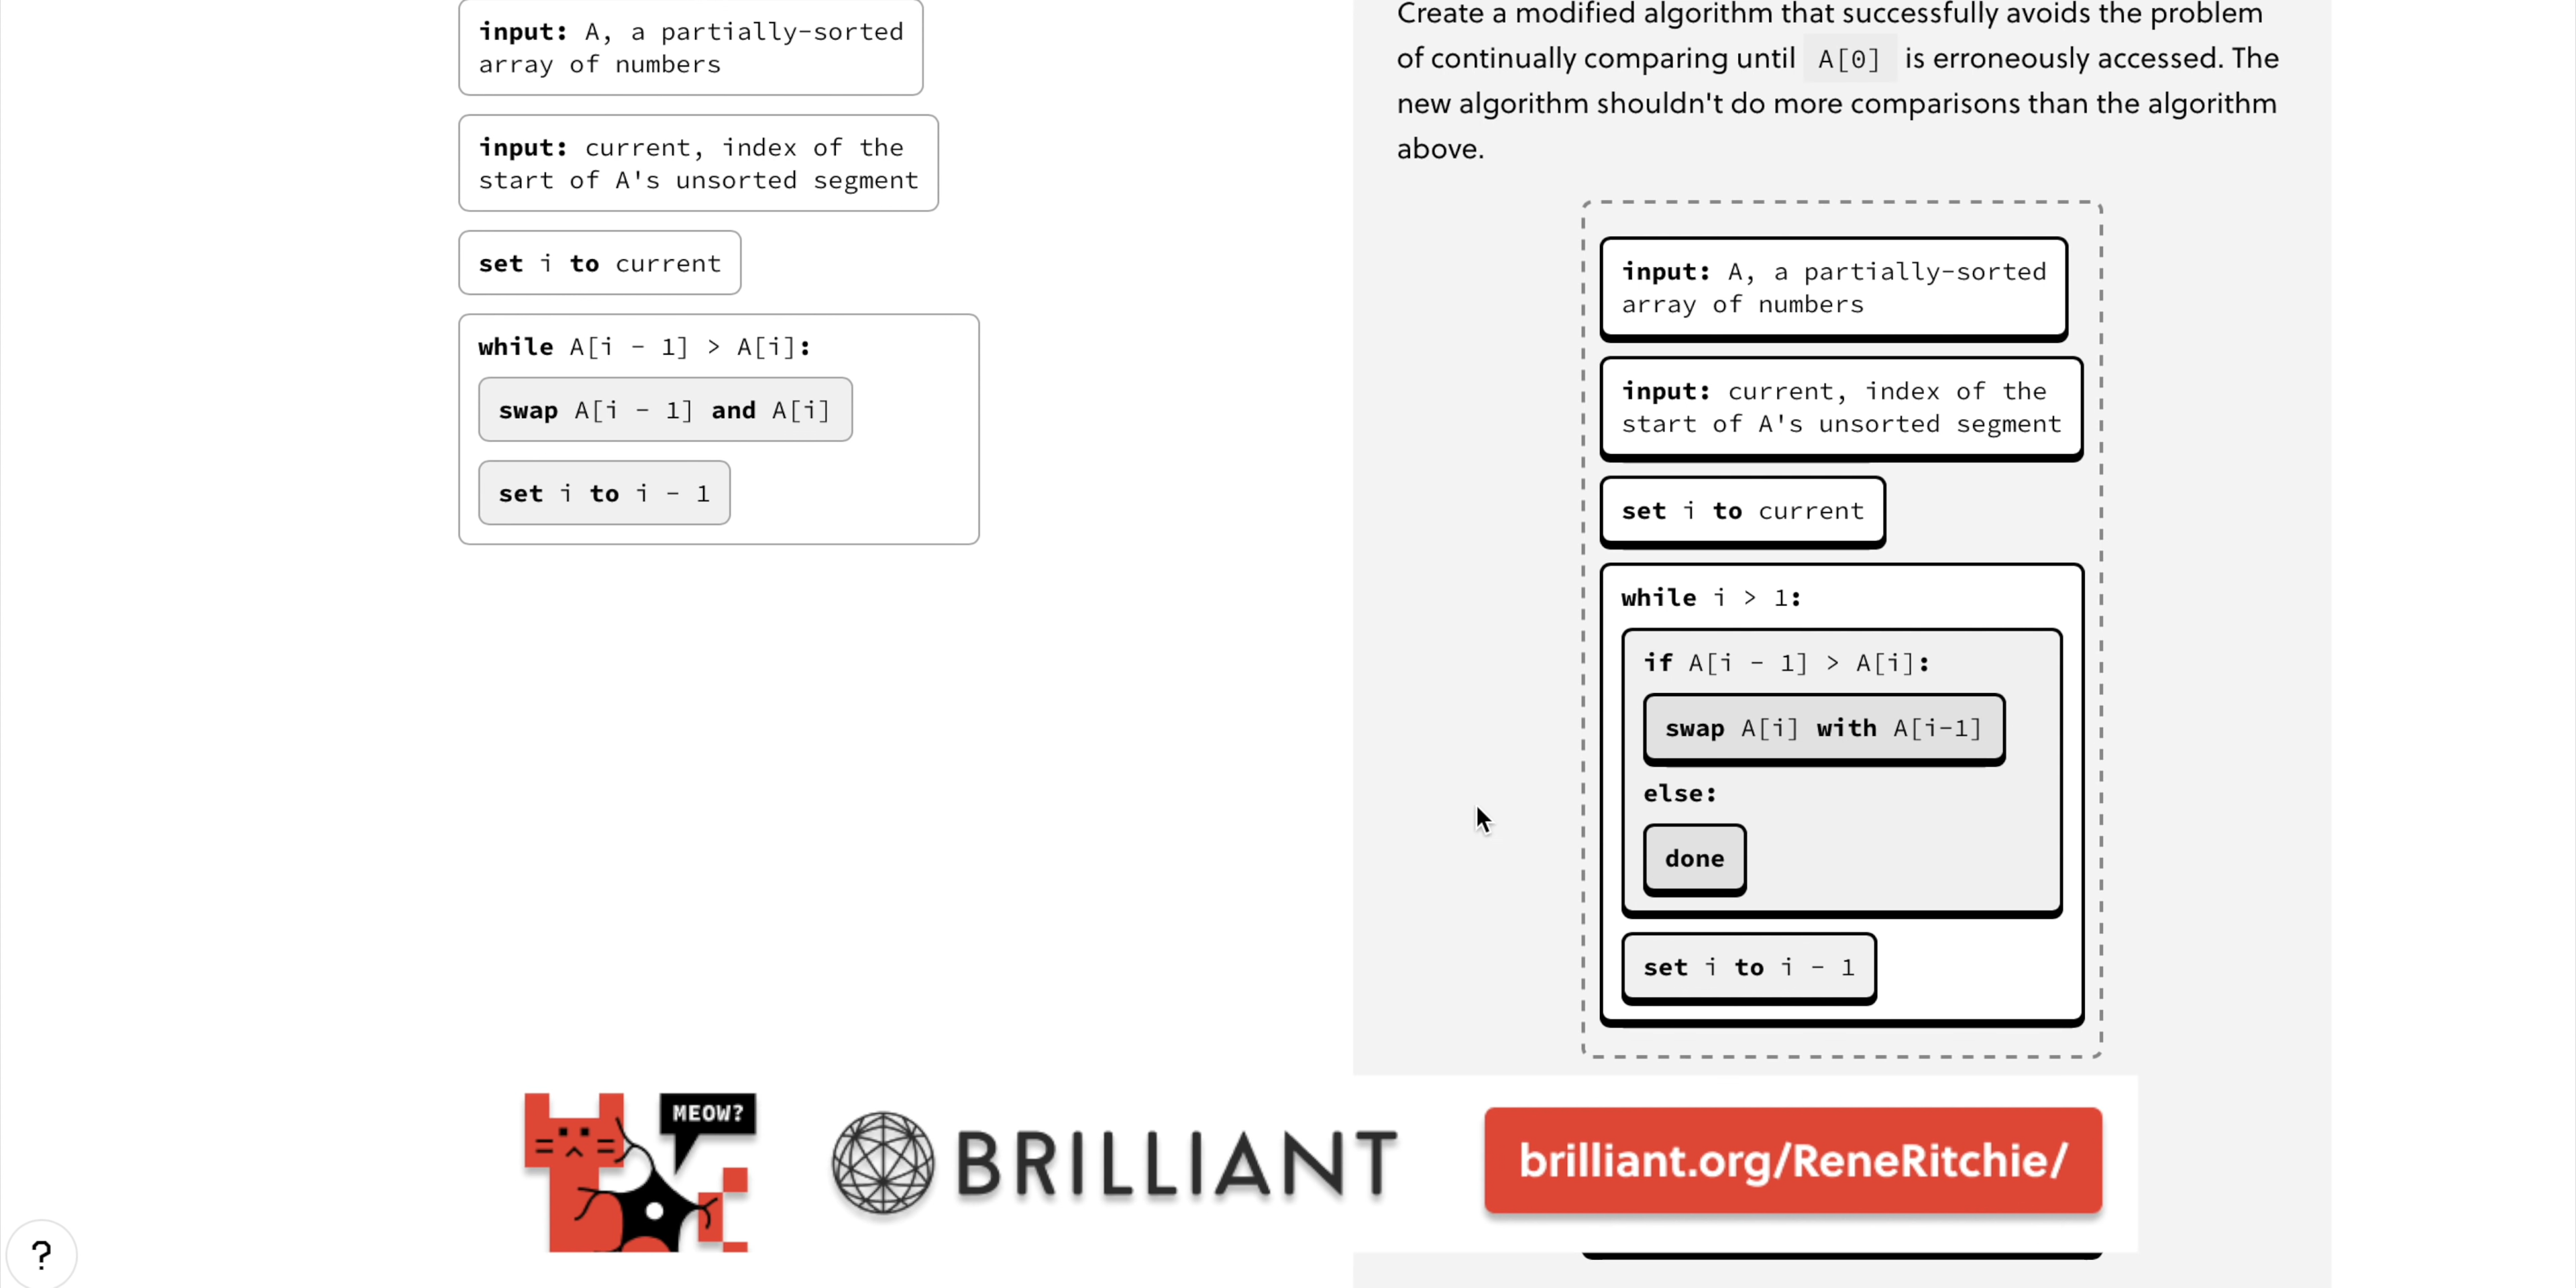 input: A, a partially-sorted
array of numbers
input: current, index of the
start of A's unsorted segment
set i to current
while A[i - 1] > A[i]:
swap A[i - 1] and A[i]
set i to i - 1
Create a modified algorithm that successfully avoids the problem
of continually comparing until A[0] is erroneously accessed. The
new algorithm shouldn't do more comparisons than the algorithm
above.
input: A, a partially-sorted
array of numbers
input: current, index of the
start of A's unsorted segment
set i to current
while i > 1:
if A[i - 1] > A[i]:
swap A[i] with A[i-1]
else:
done
set i to i - 1
MEOW?
BRILLIANT
brilliant.org/ReneRitchie/
?